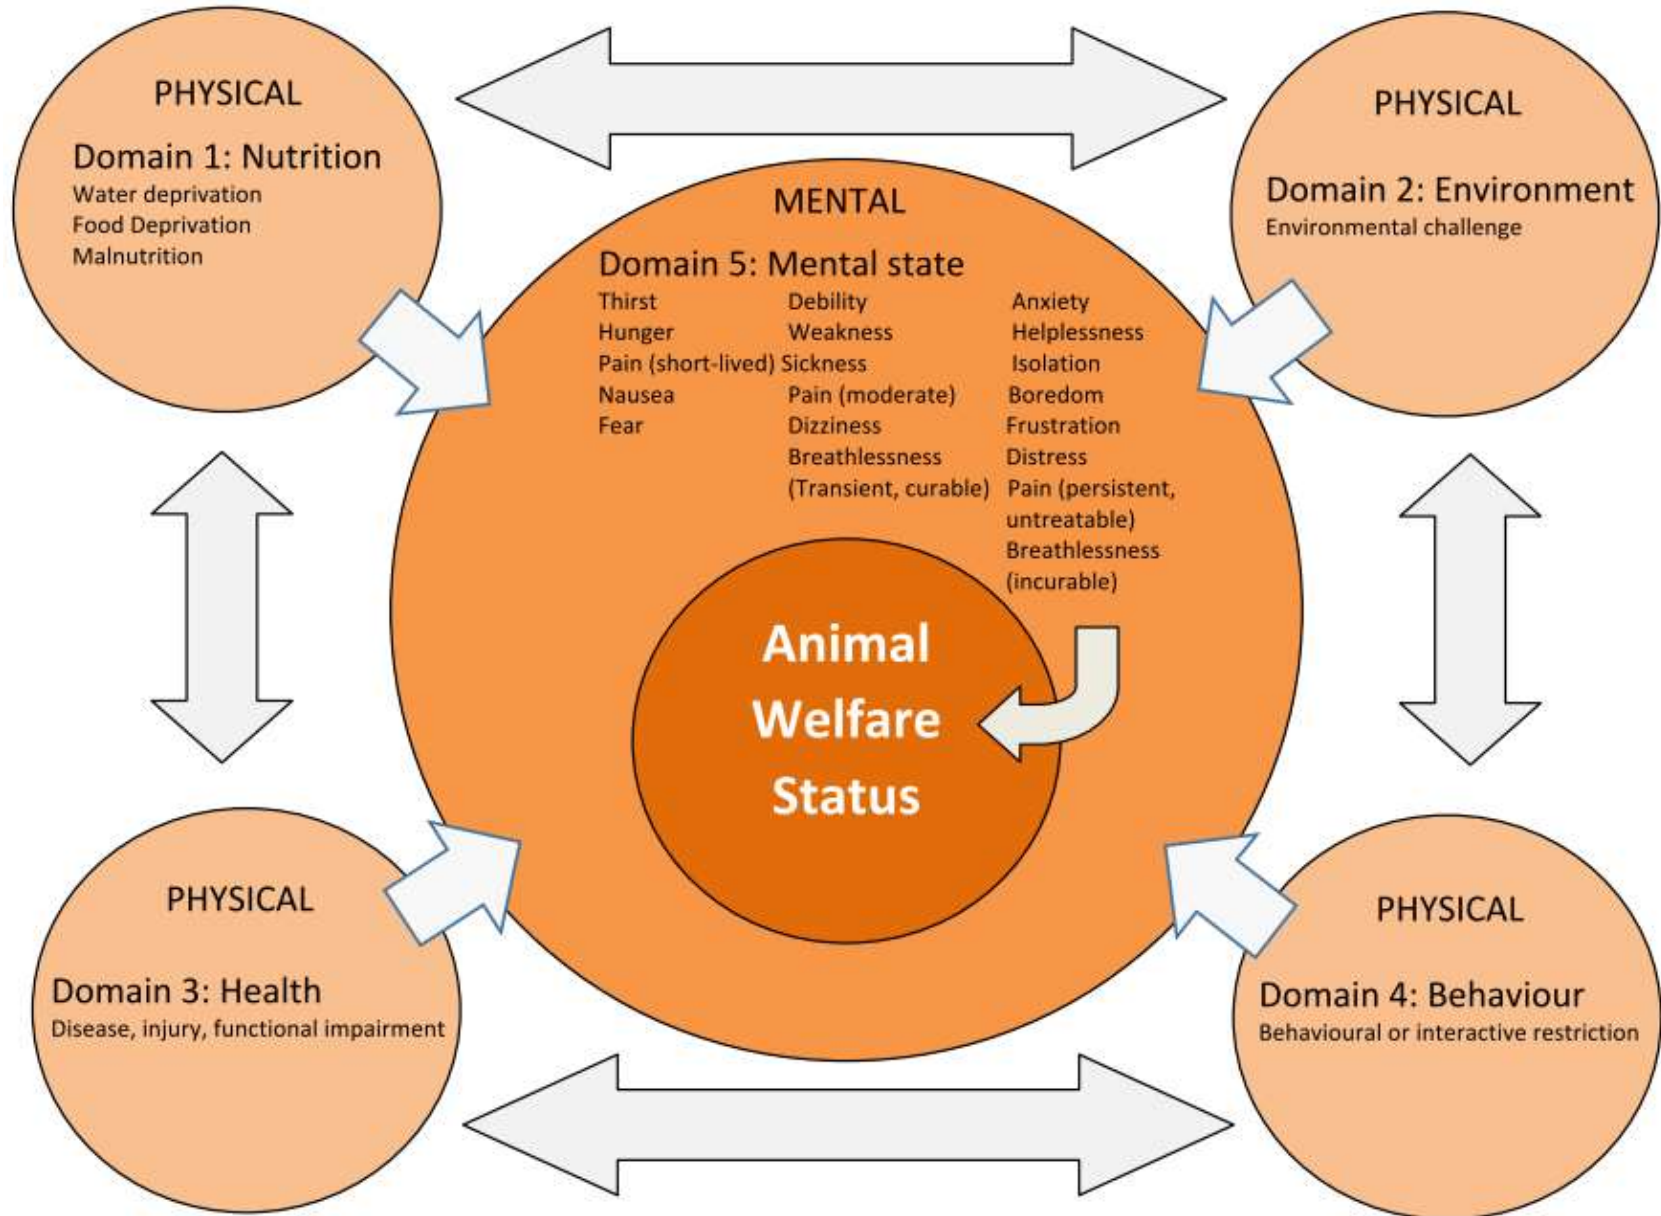 PHYSICAL
Domain 1: Nutrition
Water deprivation
Food Deprivation
Malnutrition
PHYSICAL
Domain 2: Environment
Environmental challenge
MENTAL
Domain 5: Mental state
Thirst
Hunger
Pain (short-lived)
Nausea
Fear
Debility
Weakness
Sickness
Pain (moderate)
Dizziness
Breathlessness
(Transient, curable)
Anxiety
Helplessness
Isolation
Boredom
Frustration
Distress
Pain (persistent,
untreatable)
Breathlessness
(incurable)
Animal
Welfare
Status
PHYSICAL
Domain 3: Health
Disease, injury, functional impairment
PHYSICAL
Domain 4: Behaviour
Behavioural or interactive restriction